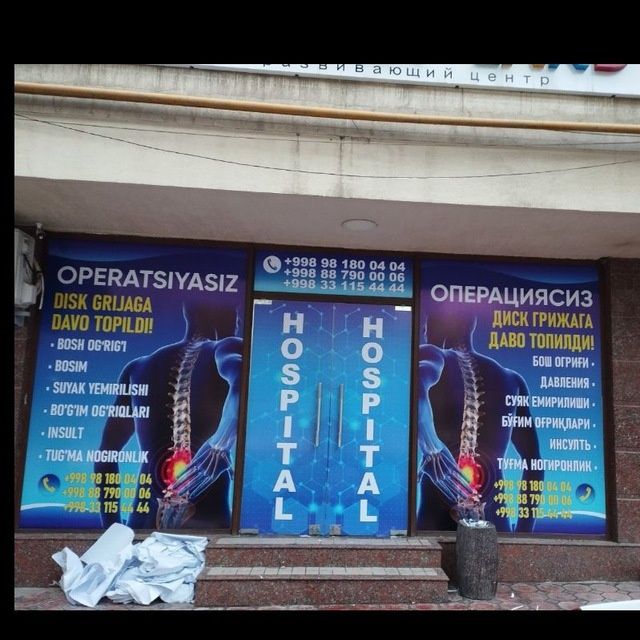 развивающий центр
OPERATSIYASIZ
DISK GRIJAGA
DAVO TOPILDI!
• BOSH OG'RIG'I
• BOSIM
• SUYAK YEMIRILISHI
• BO'G'IM OG'RIQLARI
• INSULT
• TUG'MA NOGIRONLIK
+998 98 180 04 04
+998 88 790 00 06
+998 33 115 44 44
+998 98 180 04 04
+998 88 790 00 06
+998 33 115 44 44
HOSPITAL
HOSPITAL
ОПЕРАЦИЯСИЗ
ДИСК ГРИЖАГА
ДАВО ТОПИЛДИ!
БОШ ОҒРИҒИ •
ДАВЛЕНИЯ •
СУЯК ЕМИРИЛИШИ •
БЎҒИМ ОҒРИҚЛАРИ •
ИНСУЛЬТ •
ТУҒМА НОГИРОНЛИК •
+998 98 180 04 04
+998 88 790 00 06
+998 33 115 44 44